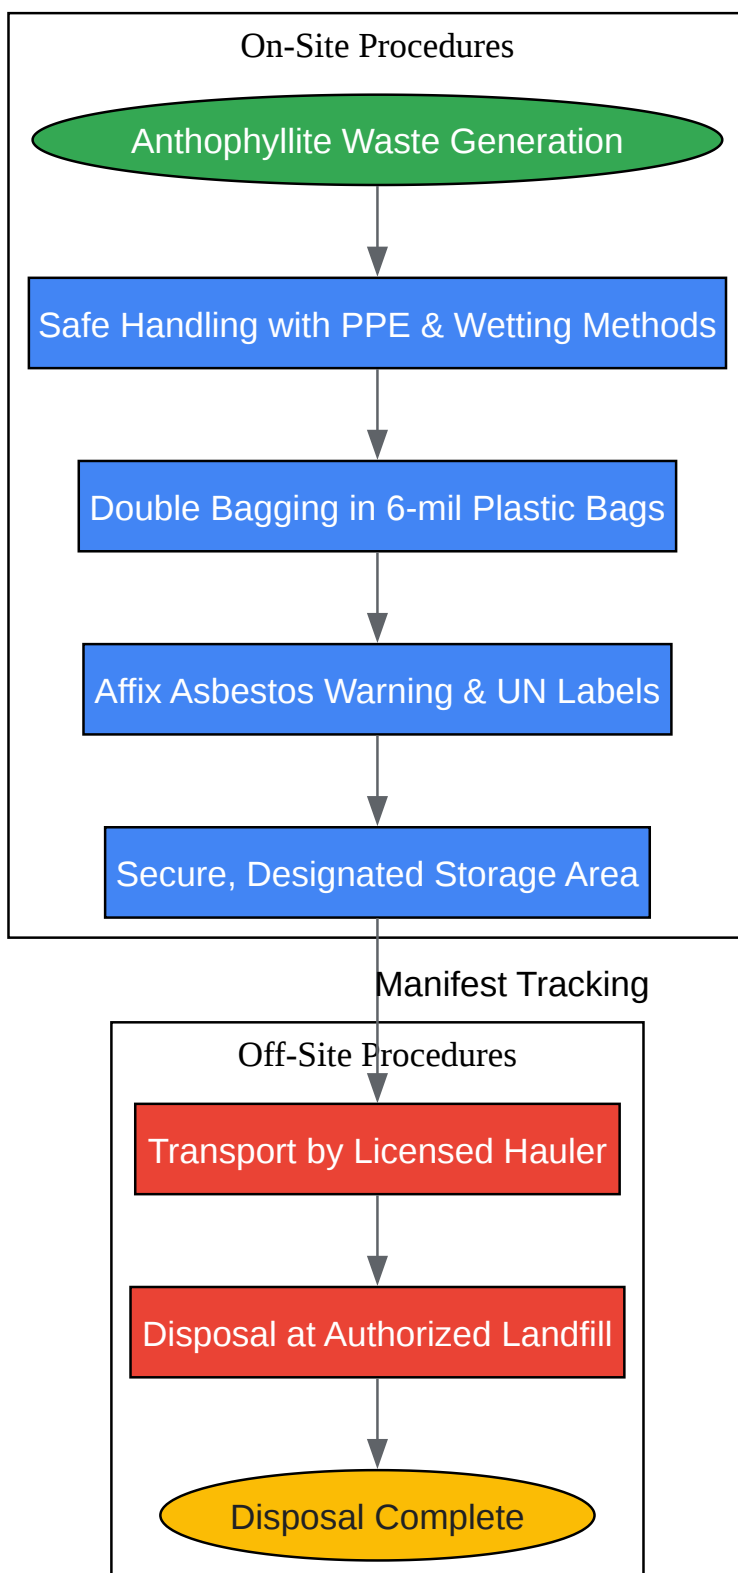 On-Site Procedures
Anthophyllite Waste Generation
Safe Handling with PPE & Wetting Methods
Double Bagging in 6-mil Plastic Bags
Affix Asbestos Warning & UN Labels
Secure, Designated Storage Area
Manifest Tracking
Off-Site Procedures
Transport by Licensed Hauler
Disposal at Authorized Landfill
Disposal Complete